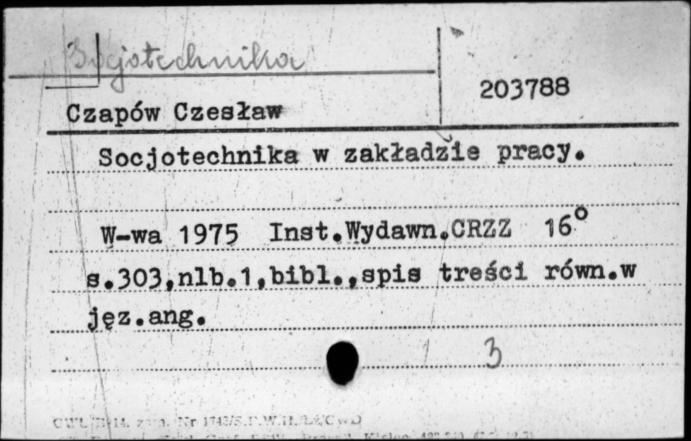 Socjotechnika
203788
Czapów Czesław
Socjotechnika w zakładzie pracy.
W-wa 1975 Inst.Wydawn.CRZZ 16°
s.303,nlb.1,bibl.,spis treści równ.w
jęz.ang.
3